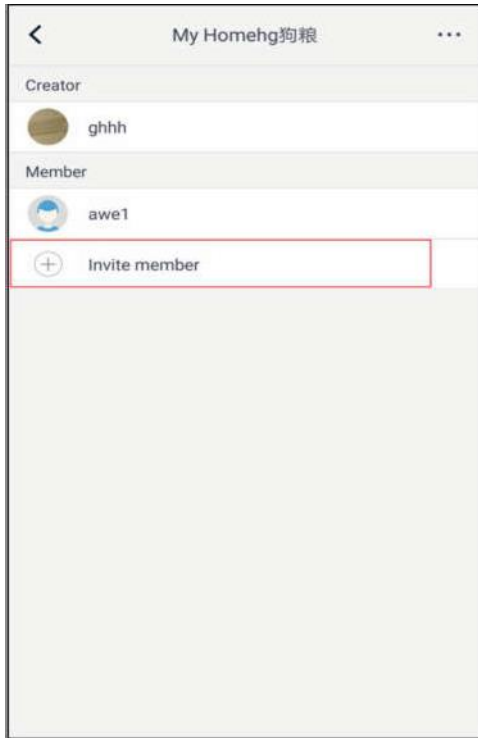 My Homehg狗粮
Creator
ghhh
Member
awe1
Invite member